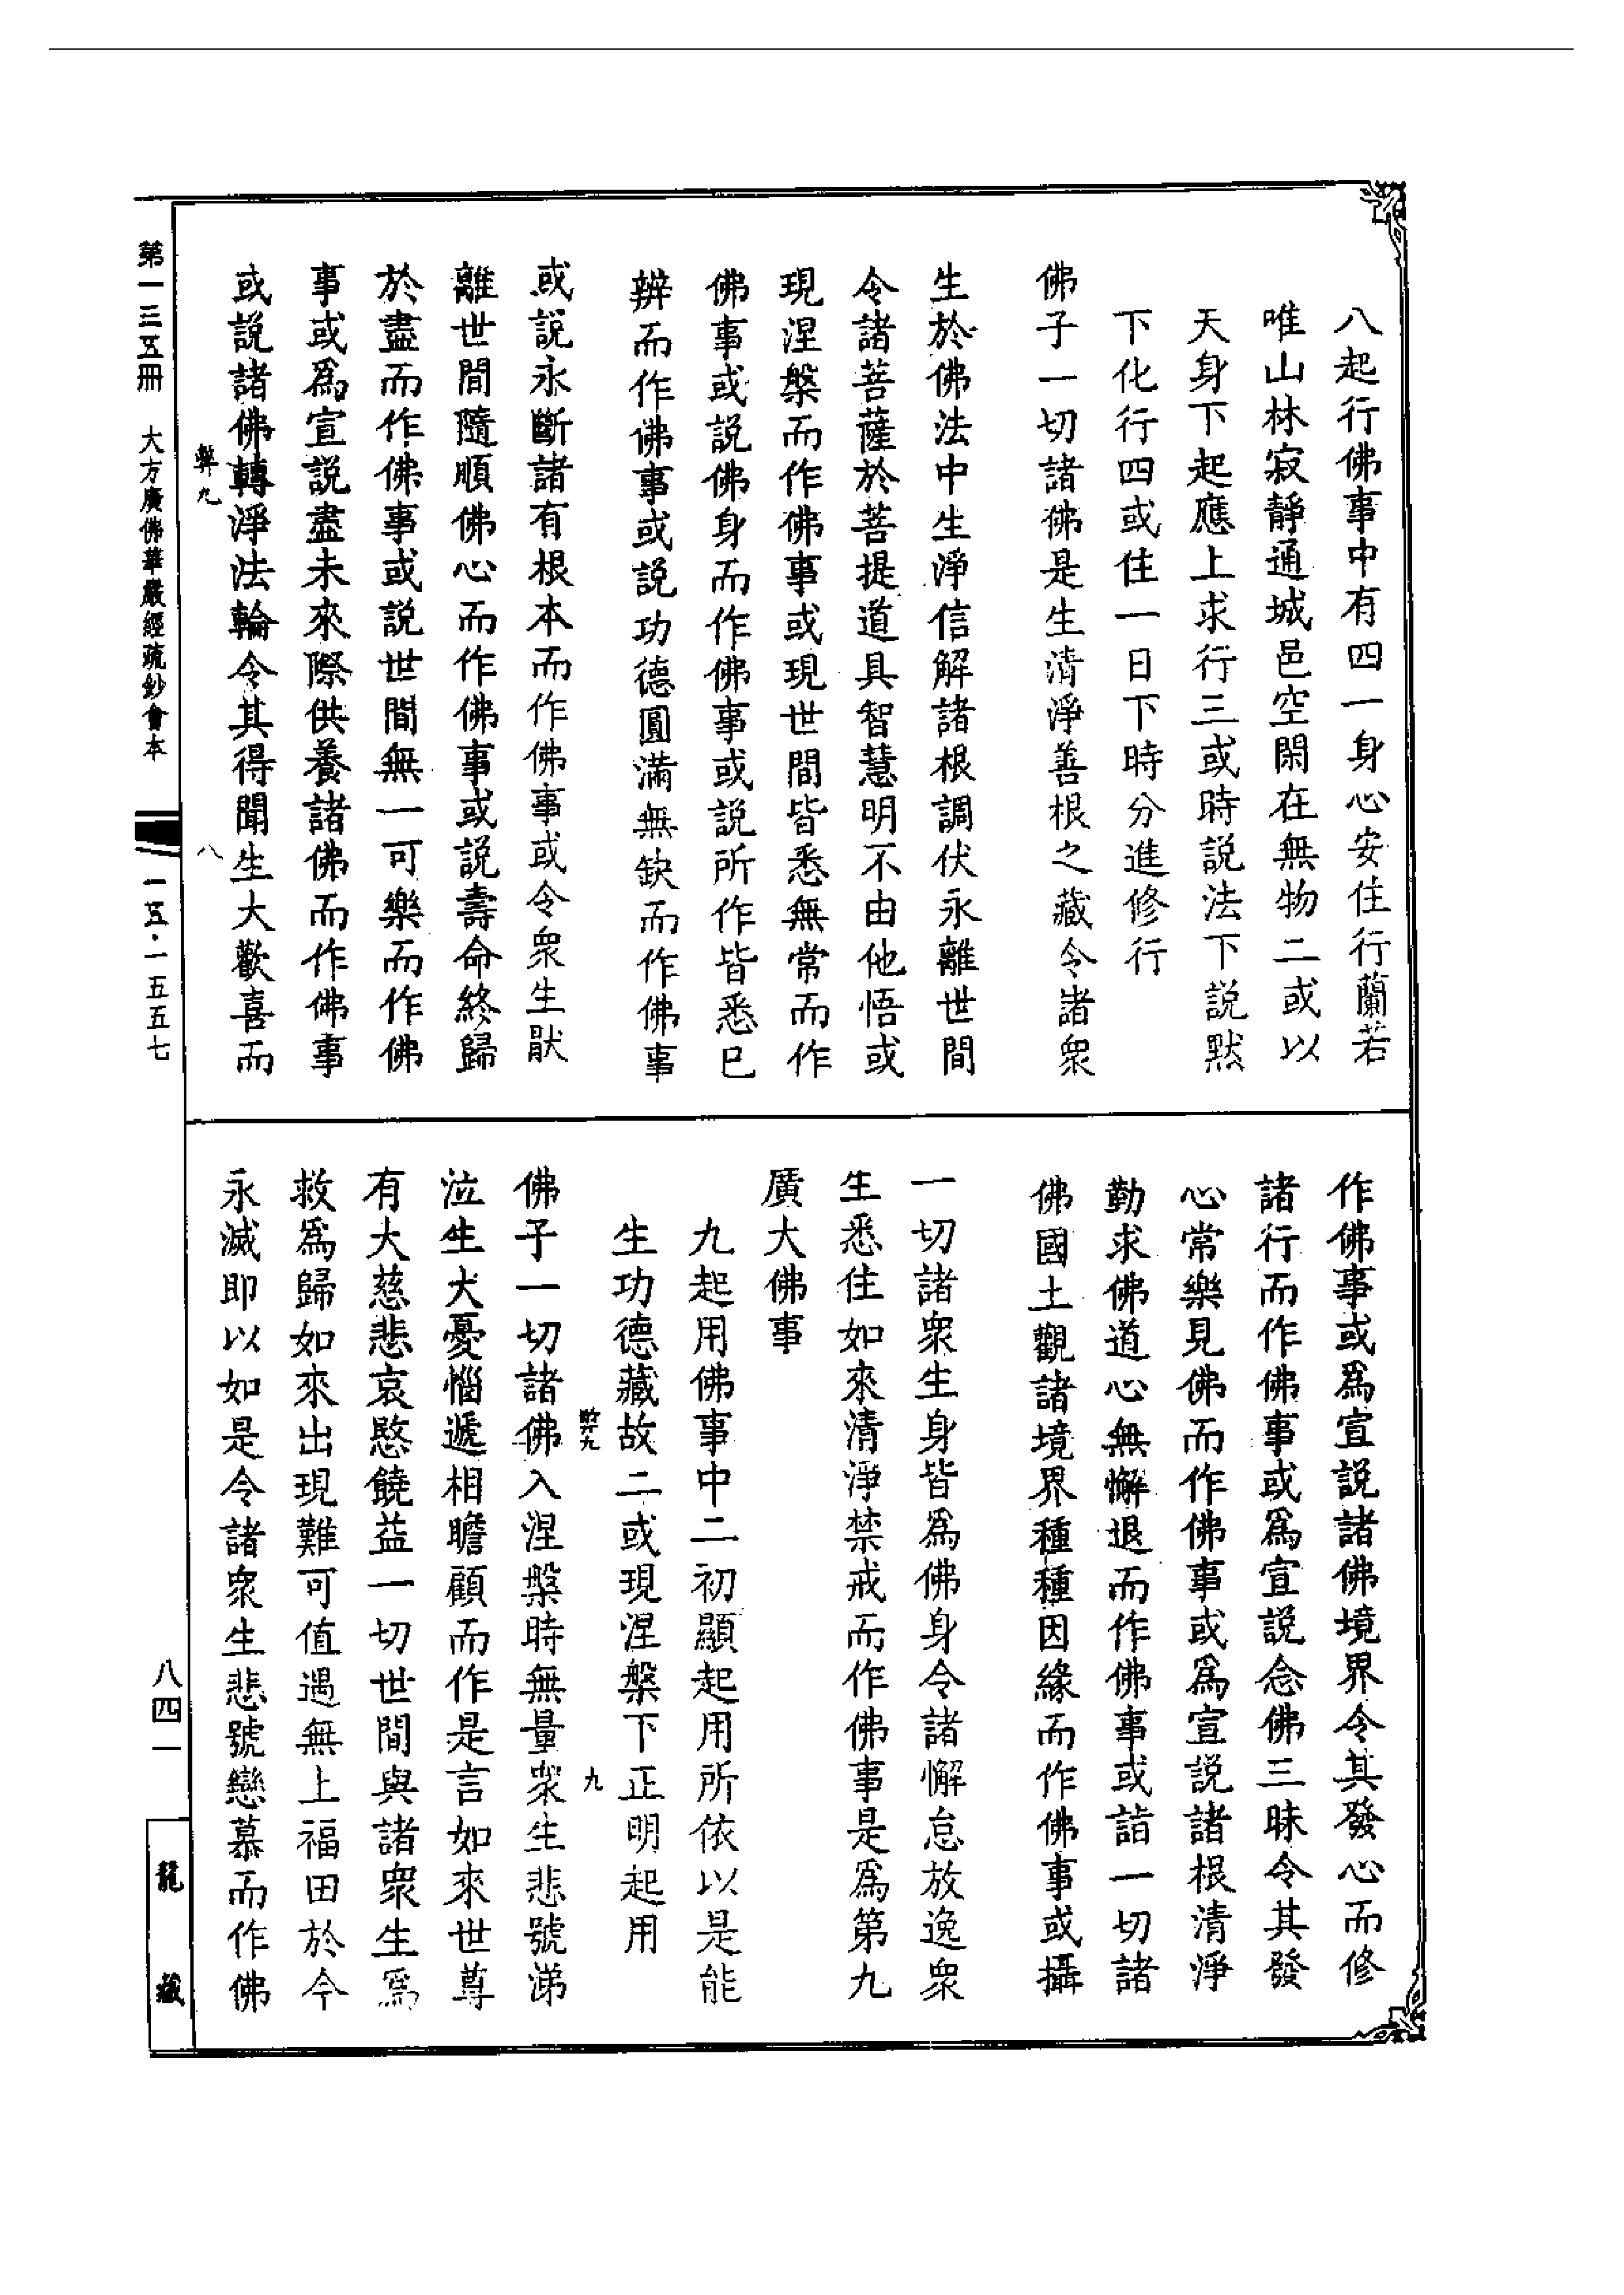 八起行佛事中有四一身心安住行蘭若
唯山林寂靜通城邑空閑在無物二或以
天身下起應上求行三或時説法下説默
下化行四或住一日下時分進修行
佛子一切諸佛是生清淨善根之藏令諸衆
生於佛法中生淨信解諸根調伏永離世間
令諸菩薩於菩提道具智慧明不由他悟或
現涅槃而作佛事或現世間皆悉無常而作
佛事或説佛身而作佛事或説所作皆悉已
辨而作佛事或説功德圓滿無缺而作佛事
或説永斷諸有根本而作佛事或令衆生猒
離世間隨順佛心而作佛事或説壽命終歸
於盡而作佛事或説世間無一可樂而作佛
事或爲宣説盡未來際供養諸佛而作佛事
或説諸佛轉淨法輪令其得聞生大歡喜而
九
八
作佛事或爲宣説諸佛境界令其發心而修
諸行而作佛事或爲宣説念佛三昧令其發
心常樂見佛而作佛事或爲宣説諸根清淨
勤求佛道心無懈退而作佛事或詣一切諸
佛國土觀諸境界種種因緣而作佛事或攝
一切諸衆生身皆爲佛身令諸懈怠放逸衆
生悉住如來清淨禁戒而作佛事是爲第九
廣大佛事
九起用佛事中二初顯起用所依以是能
生功德藏故二或現涅槃下正明起用
九
九
佛子一切諸佛入涅槃時無量衆生悲號涕
泣生大憂惱遞相瞻顧而作是言如來世尊
有大慈悲哀愍饒益一切世間與諸衆生爲
救爲歸如來出現難可值遇無上福田於今
永滅即以如是令諸衆生悲號戀慕而作佛
第一三五冊　大方廣佛華嚴經疏鈔會本
一五·一五五七
八四一
龍藏